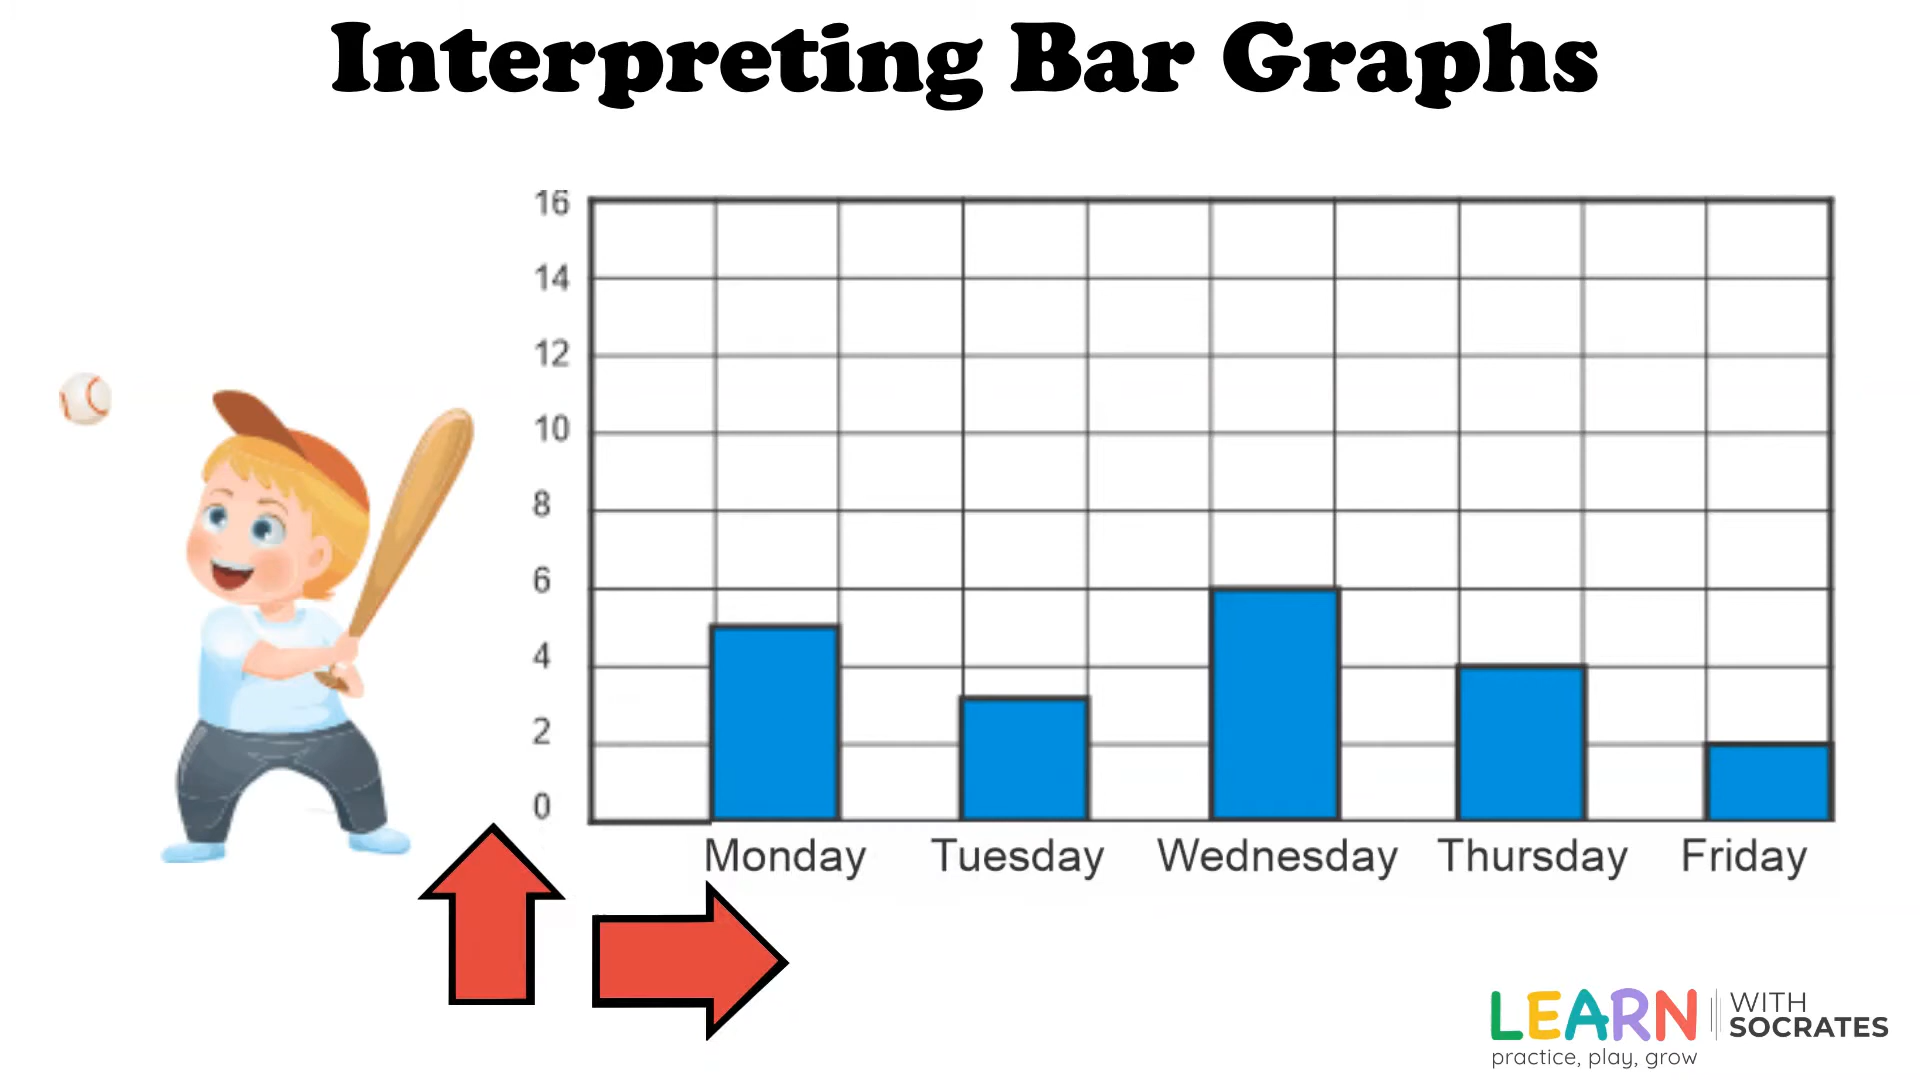 Interpreting Bar Graphs
16
14
12
10
8
6
4
2
0
Monday Tuesday Wednesday Thursday Friday
LEARN WITH SOCRATES
practice, play, grow